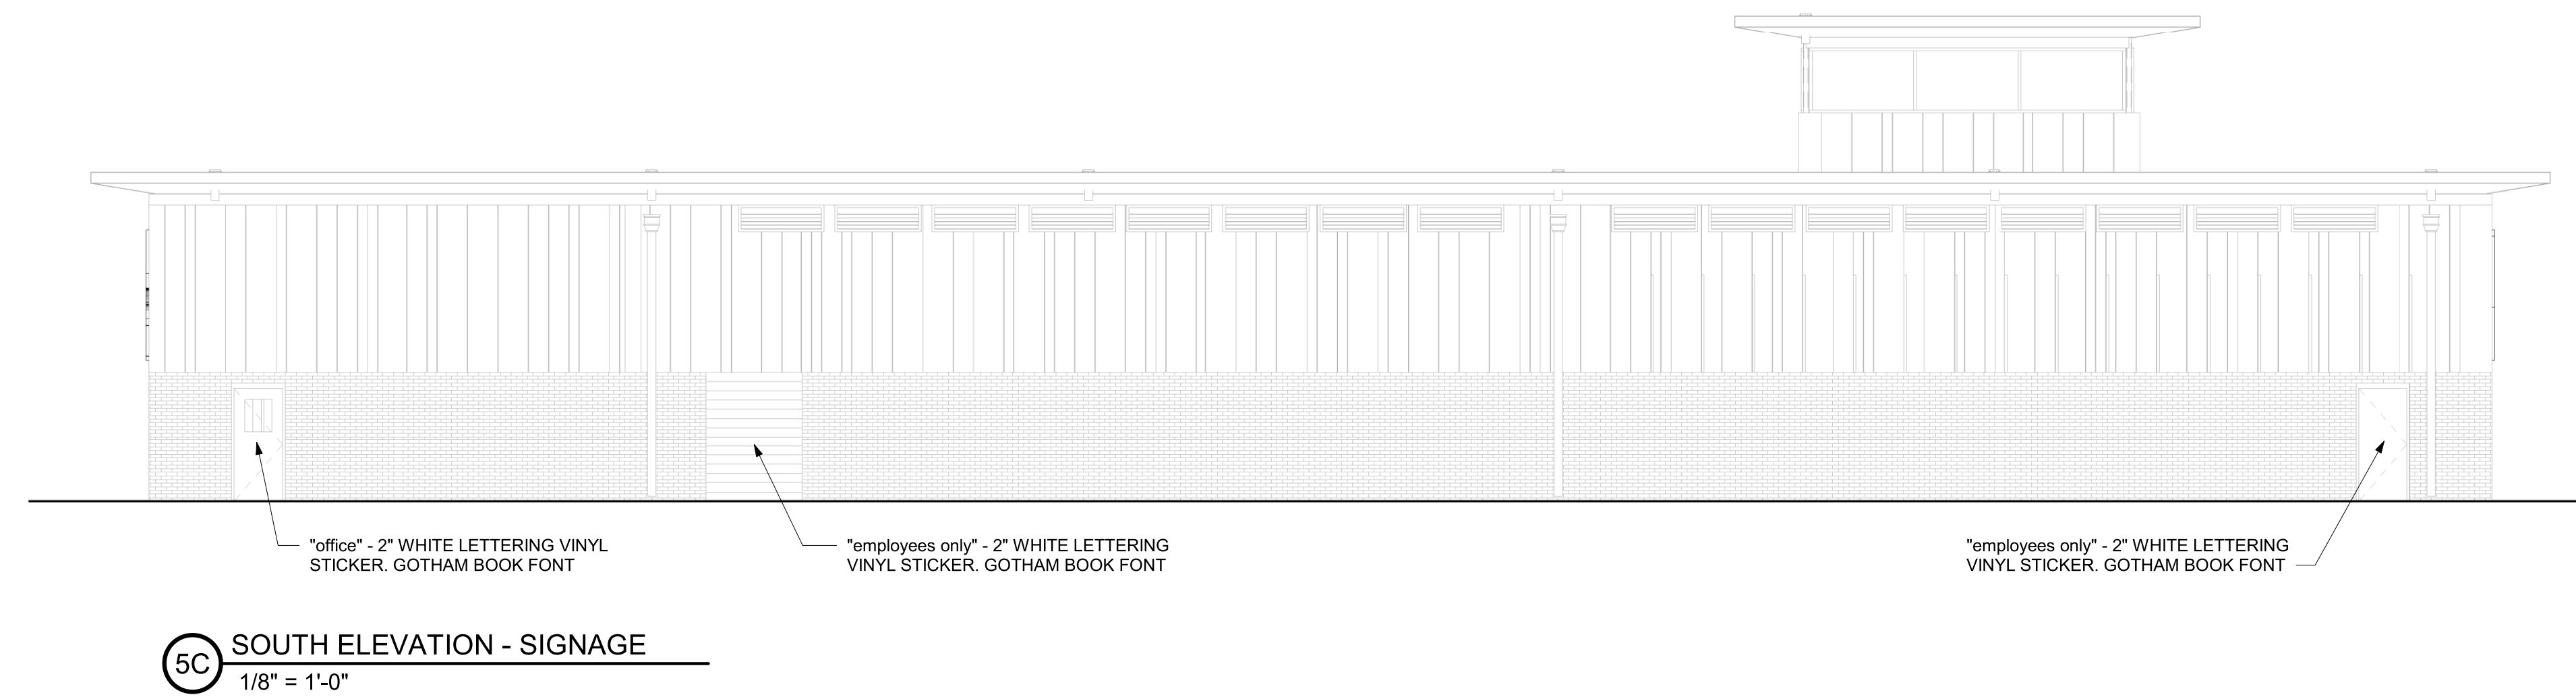 "office" - 2" WHITE LETTERING VINYL
STICKER. GOTHAM BOOK FONT
"employees only" - 2" WHITE LETTERING
VINYL STICKER. GOTHAM BOOK FONT
"employees only" - 2" WHITE LETTERING
VINYL STICKER. GOTHAM BOOK FONT
5C
SOUTH ELEVATION - SIGNAGE
1/8" = 1'-0"